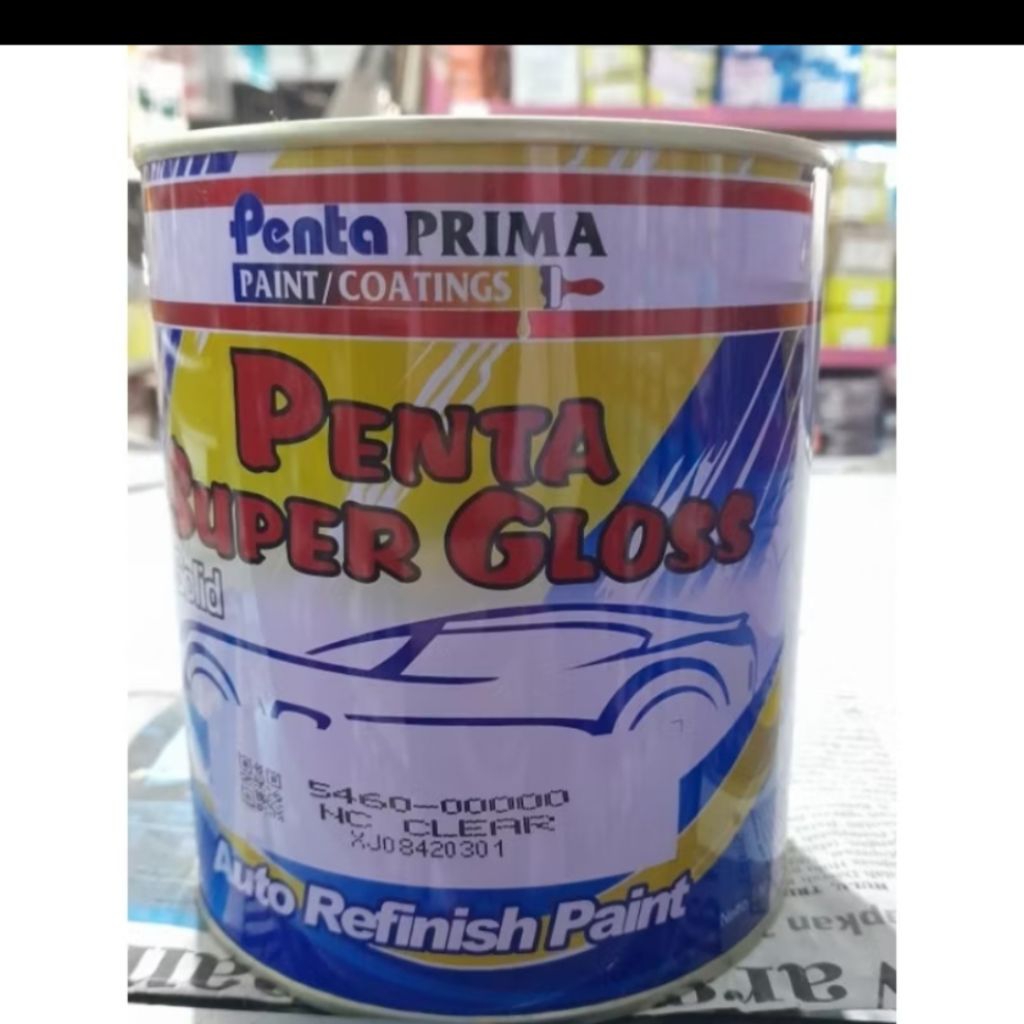 Penta PRIMA
PAINT/COATINGS
PENTA
SUPER GLOSS
Solid
5460-00000
NC CLEAR
XJ08420301
Auto Refinish Paint